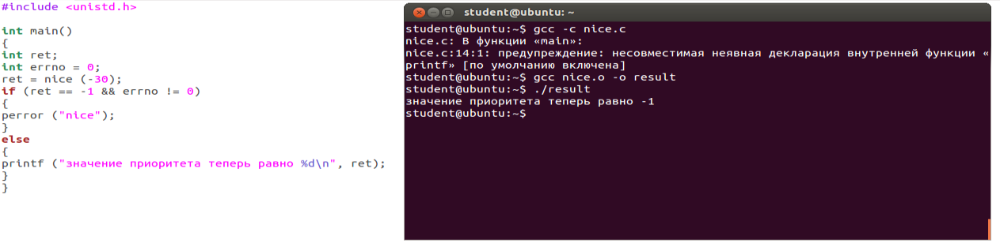 #include <unistd.h>
int main()
{
int ret;
int errno = 0;
ret = nice (-30);
if (ret == -1 && errno != 0)
{
perror ("nice");
}
else
{
printf ("значение приоритета теперь равно %d\n", ret);
}
}
student@ubuntu: ~
student@ubuntu:~$ gcc -c nice.c
nice.c: В функции «main»:
nice.c:14:1: предупреждение: несовместимая неявная декларация внутренней функции «
printf» [по умолчанию включена]
student@ubuntu:~$ gcc nice.o -o result
student@ubuntu:~$ ./result
значение приоритета теперь равно -1
student@ubuntu:~$